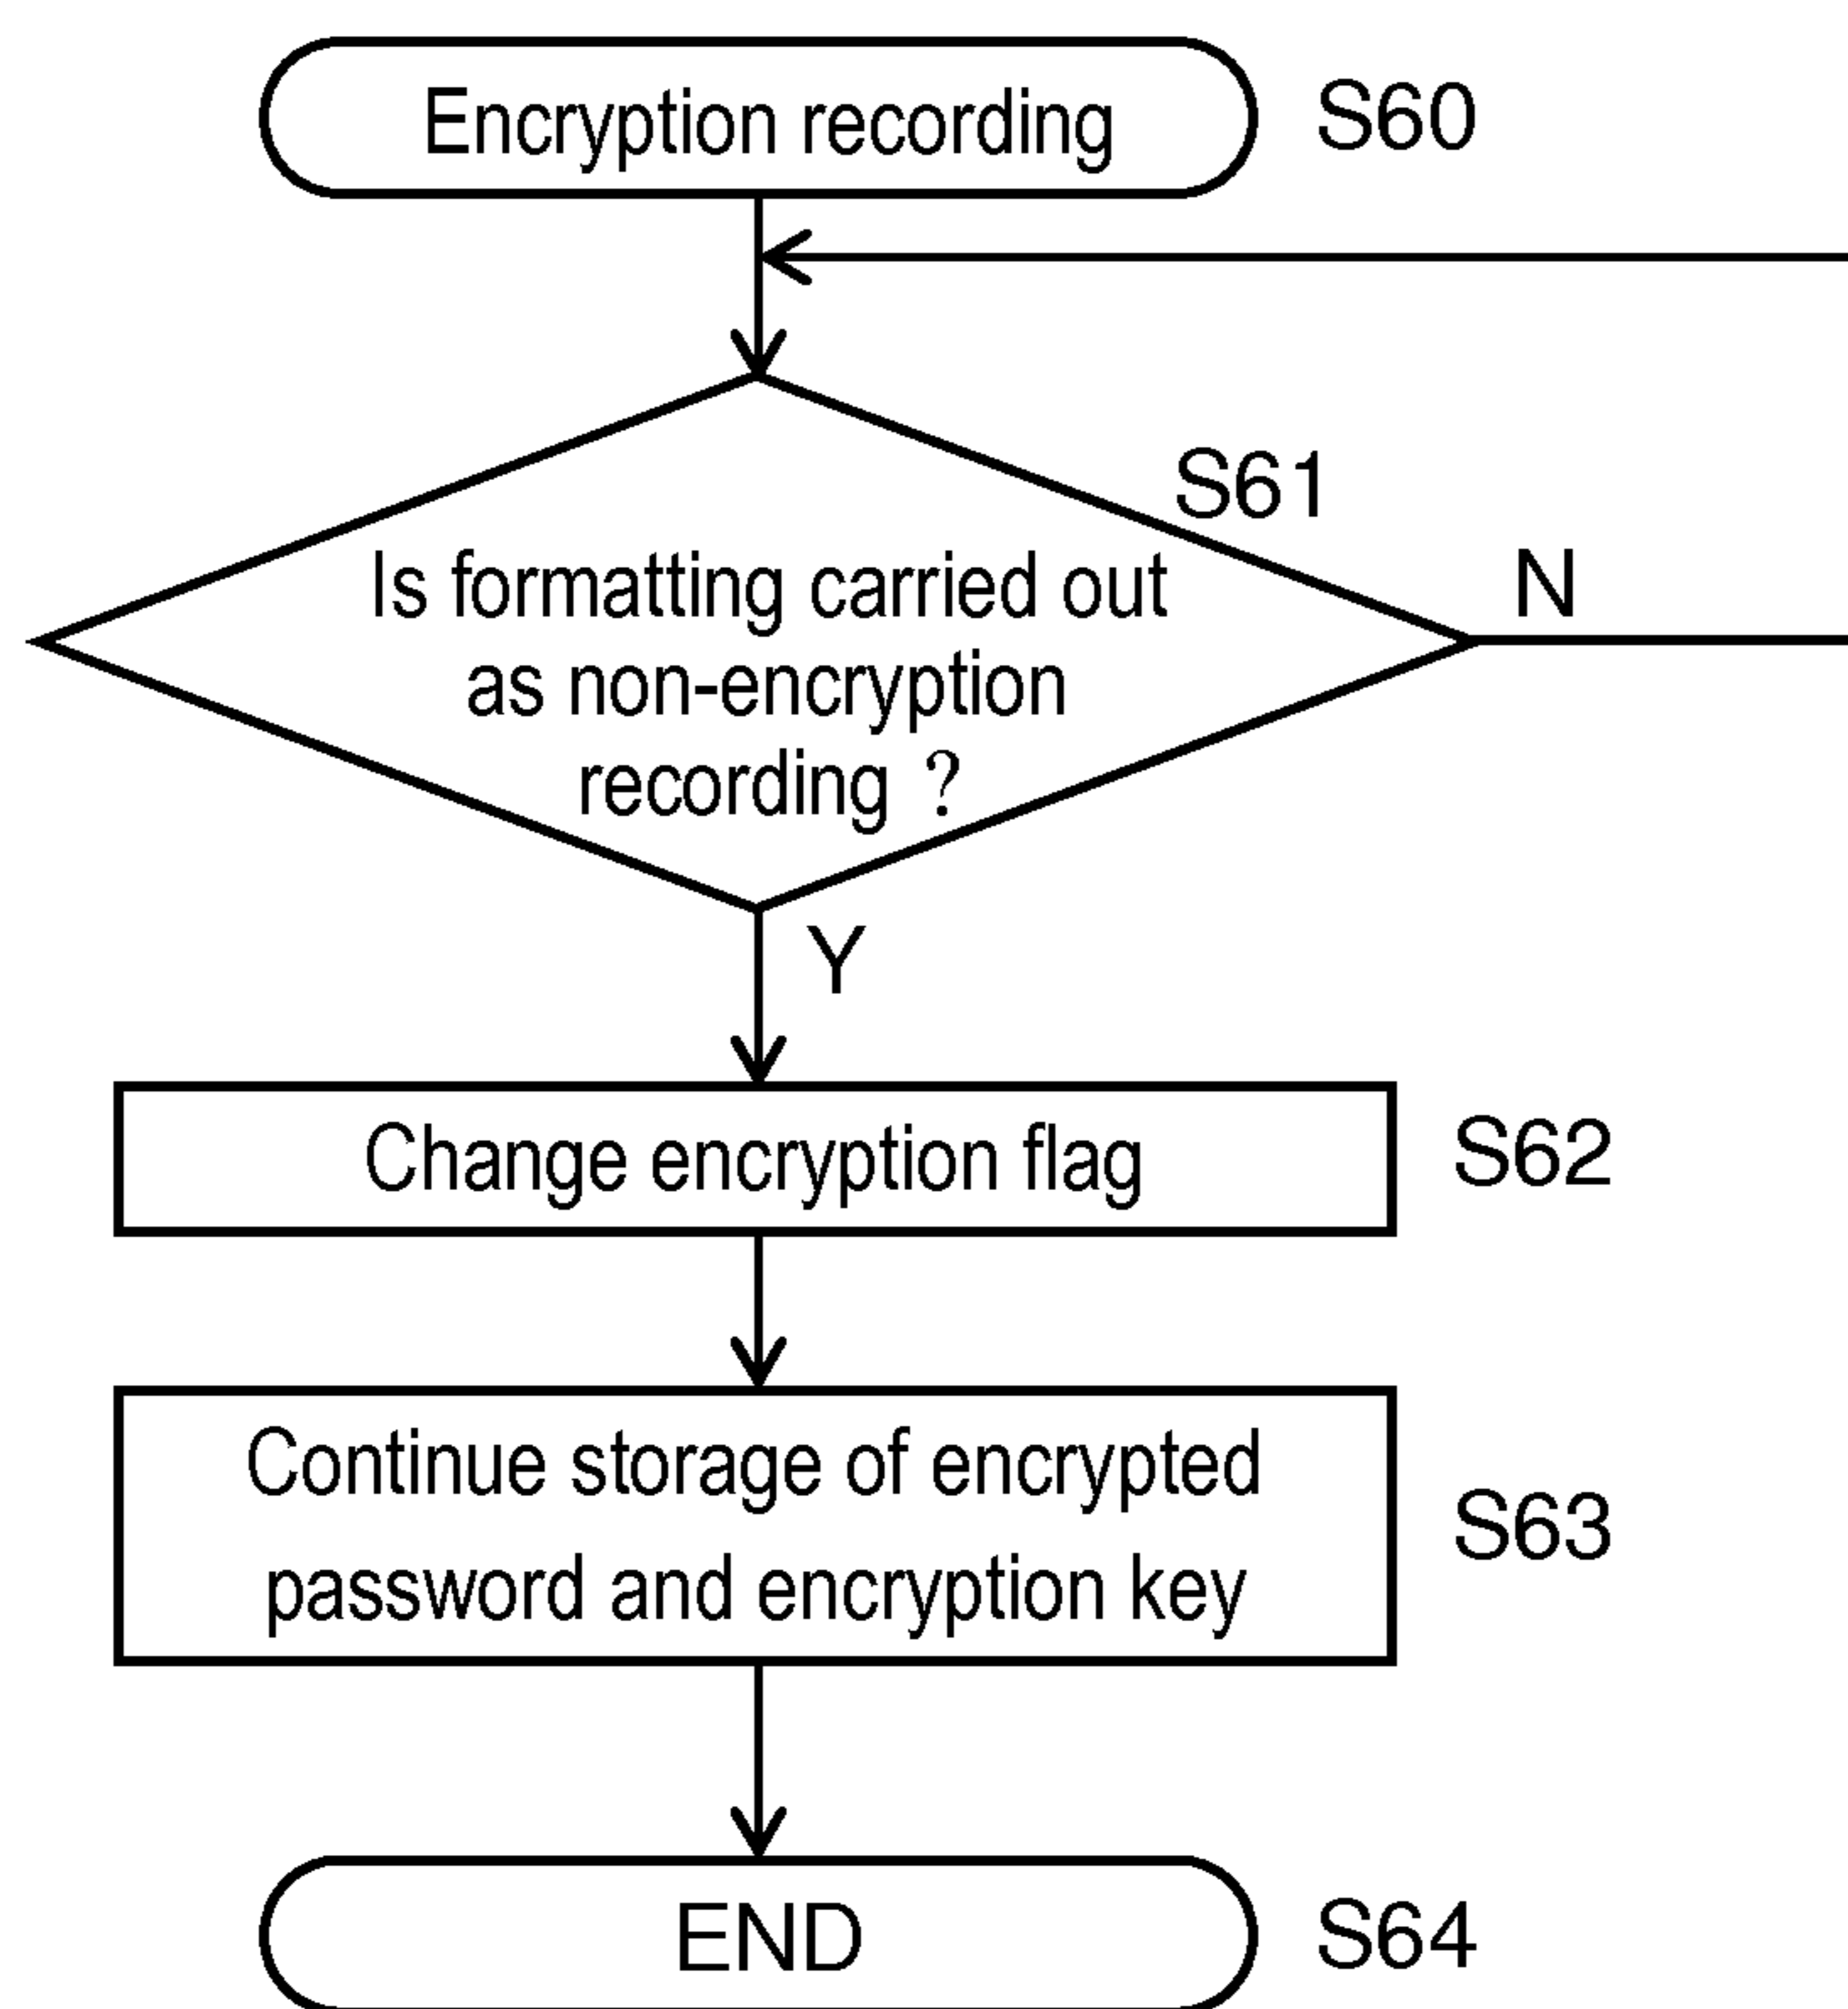 Encryption recording
S60
S61
Is formatting carried out
as non-encryption
recording ?
N
Y
Change encryption flag
S62
Continue storage of encrypted
password and encryption key
S63
END
S64